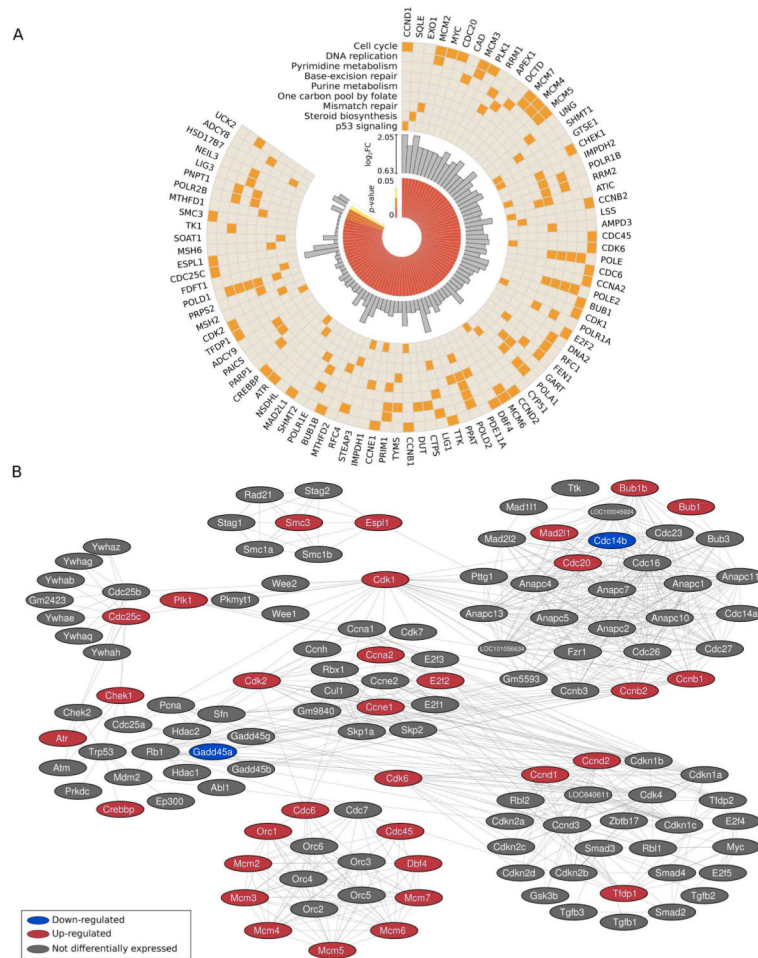 A
CCND1
SQLE
EXO1
MCM2
MYC
CDC20
CAD
MCM3
PLK1
RRM1
APEX1
DCTD
MCM7
MCM4
MCM5
UNG
SHMT1
GTSE1
CHEK1
IMPDH2
POLR1B
RRM2
ATIC
CCNB2
LSS
AMPD3
CDC45
CDK6
POLE
CDC6
CCNA2
POLE2
BUB1
CDK1
POLR1A
E2F2
DNA2
RFC1
FEN1
GART
POLA1
CYP51
CCND2
MCM6
DBF4
PDE11A
POLD2
PPAT
TTK
LIG1
CTPS
DUT
CCNB1
TYMS
PRIM1
CCNE1
IMPDH1
STEAP3
RFC4
MTHFD2
BUB1B
POLR1E
SHMT2
MAD2L1
NSDHL
ATR
CREBBP
PARP1
PAICS
ADCY9
TFDP1
CDK2
MSH2
PRPS2
POLD1
FDFT1
CDC25C
ESPL1
MSH6
SOAT1
TK1
SMC3
MTHFD1
POLR2B
PNPT1
LIG3
NEIL3
HSD17B7
ADCY8
UCK2
Cell cycle
DNA replication
Pyrimidine metabolism
Base-excision repair
Purine metabolism
One carbon pool by folate
Mismatch repair
Steroid biosynthesis
p53 signaling
2.05
log2FC
0.63
0.05
p-value
0
B
Rad21
Stag2
Stag1
Smc3
Espl1
Smc1a
Smc1b
Ywhaz
Ywhag
Ywhab
Cdc25b
Gm2423
Plk1
Pkmyt1
Cdc25c
Ywhae
Ywhaq
Ywhah
Wee2
Wee1
Cdk1
Ttk
Bub1b
Mad1l1
LOC100045924
Bub1
Mad2l1
Cdc23
Mad2l2
Cdc14b
Bub3
Cdc20
Cdc16
Pttg1
Anapc4
Anapc7
Anapc1
Anapc11
Anapc13
Anapc5
Anapc10
Cdc14a
Anapc2
LOC101056634
Fzr1
Cdc26
Cdc27
Gm5593
Ccnb3
Ccnb2
Ccnb1
Ccna1
Cdk7
Ccnh
Ccna2
E2f3
Rbx1
Cdk2
Ccne2
E2f2
Cul1
Gm9840
Ccne1
E2f1
Skp1a
Skp2
Chek1
Pcna
Chek2
Sfn
Cdc25a
Atr
Hdac2
Gadd45g
Trp53
Rb1
Gadd45a
Atm
Hdac1
Gadd45b
Mdm2
Prkdc
Abl1
Ep300
Crebbp
Cdk6
Cdc6
Cdc7
Orc1
Cdc45
Orc6
Mcm2
Orc3
Dbf4
Orc4
Mcm3
Orc5
Mcm7
Orc2
Mcm4
Mcm6
Mcm5
Ccnd2
Cdkn1b
Ccnd1
Cdkn1a
LOC640611
Cdk4
Rbl2
Tfdp2
Cdkn2a
Ccnd3
Zbtb17
Cdkn1c
E2f4
Cdkn2c
Smad3
Rbl1
Myc
Cdkn2d
Cdkn2b
Smad4
E2f5
Gsk3b
Tfdp1
Tgfb2
Tgfb3
Smad2
Tgfb1
Down-regulated
Up-regulated
Not differentially expressed